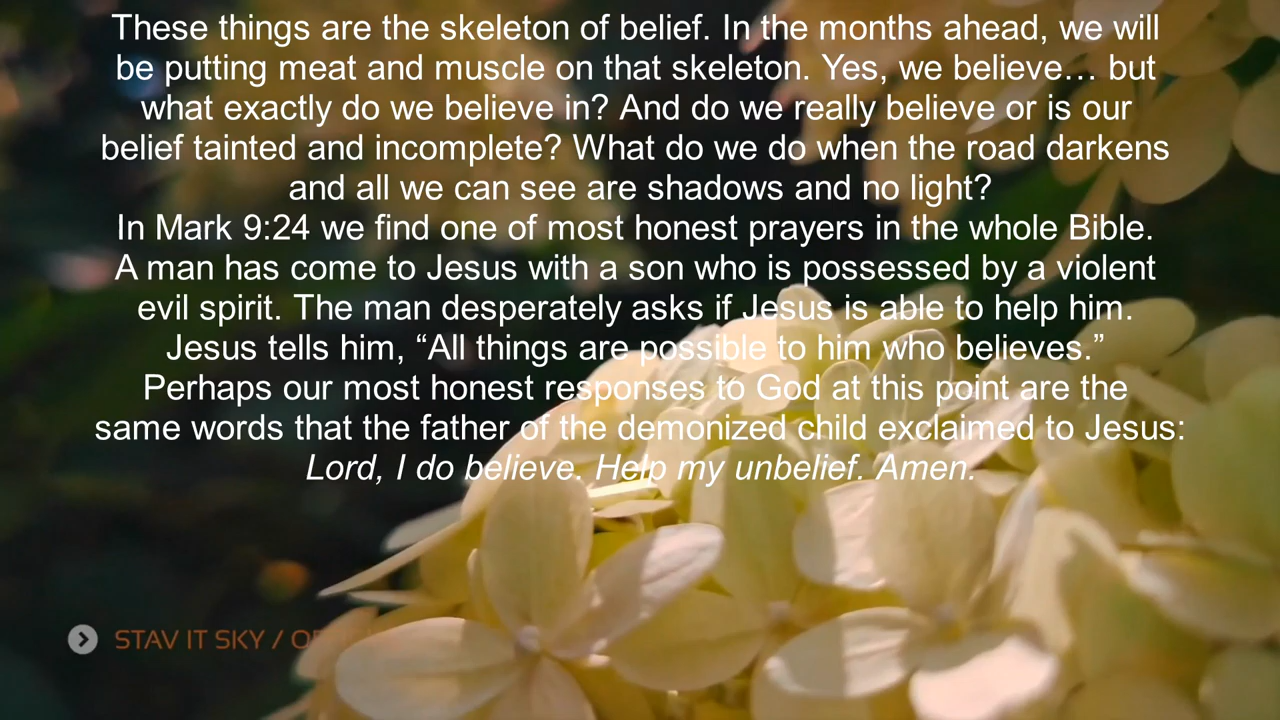 These things are the skeleton of belief. In the months ahead, we will
be putting meat and muscle on that skeleton. Yes, we believe… but
what exactly do we believe in? And do we really believe or is our
belief tainted and incomplete? What do we do when the road darkens
and all we can see are shadows and no light?
In Mark 9:24 we find one of most honest prayers in the whole Bible.
A man has come to Jesus with a son who is possessed by a violent
evil spirit. The man desperately asks if Jesus is able to help him.
Jesus tells him, “All things are possible to him who believes.”
Perhaps our most honest responses to God at this point are the
same words that the father of the demonized child exclaimed to Jesus:
Lord, I do believe. Help my unbelief. Amen.
STAV IT SKY /